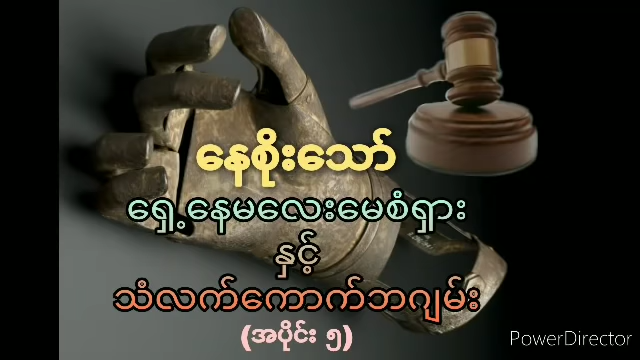 နေစိုးသော်
ရှေ့နေမလေးမေစံရှား
နှင့်
သံလက်ကောက်ဘဂျမ်း
(အပိုင်း ၅)
PowerDirector